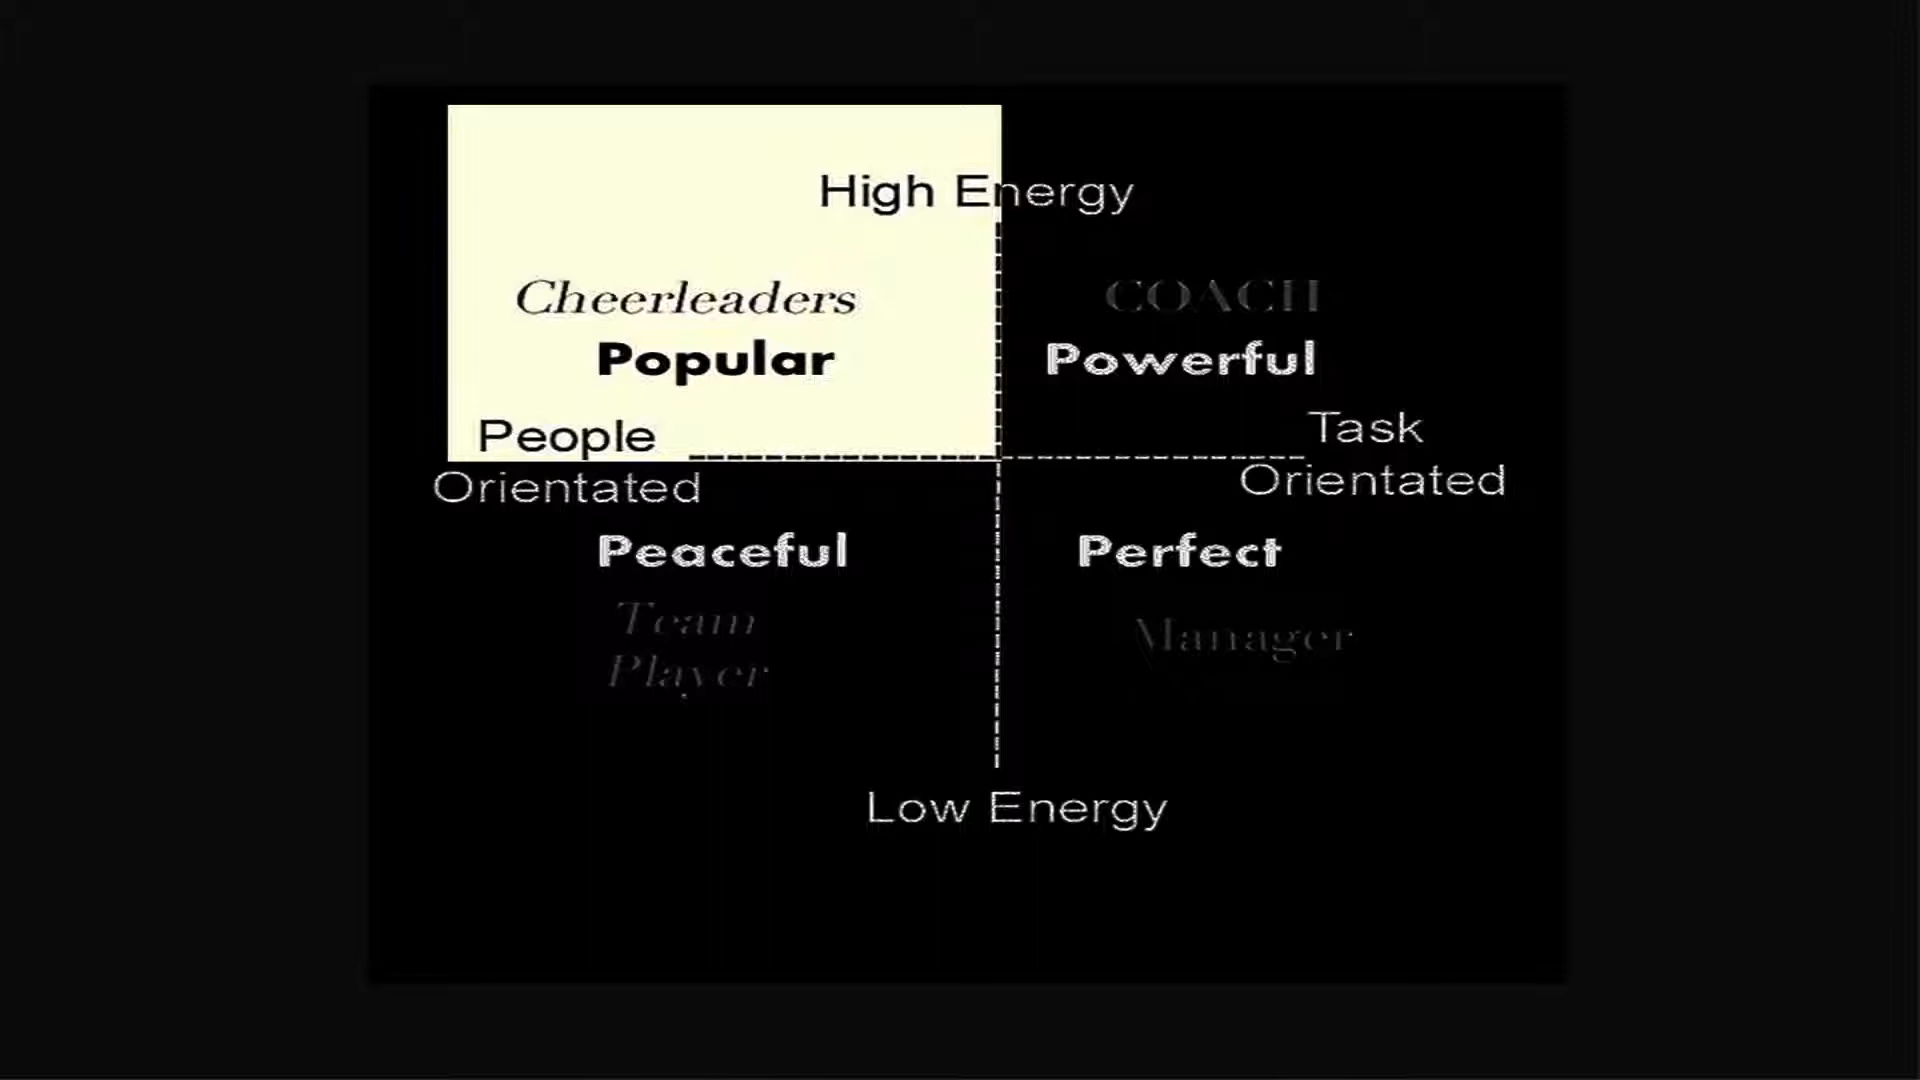 High Energy
Cheerleaders
COACH
Popular
Powerful
People
Orientated
Task
Orientated
Peaceful
Perfect
Team
Player
Manager
Low Energy